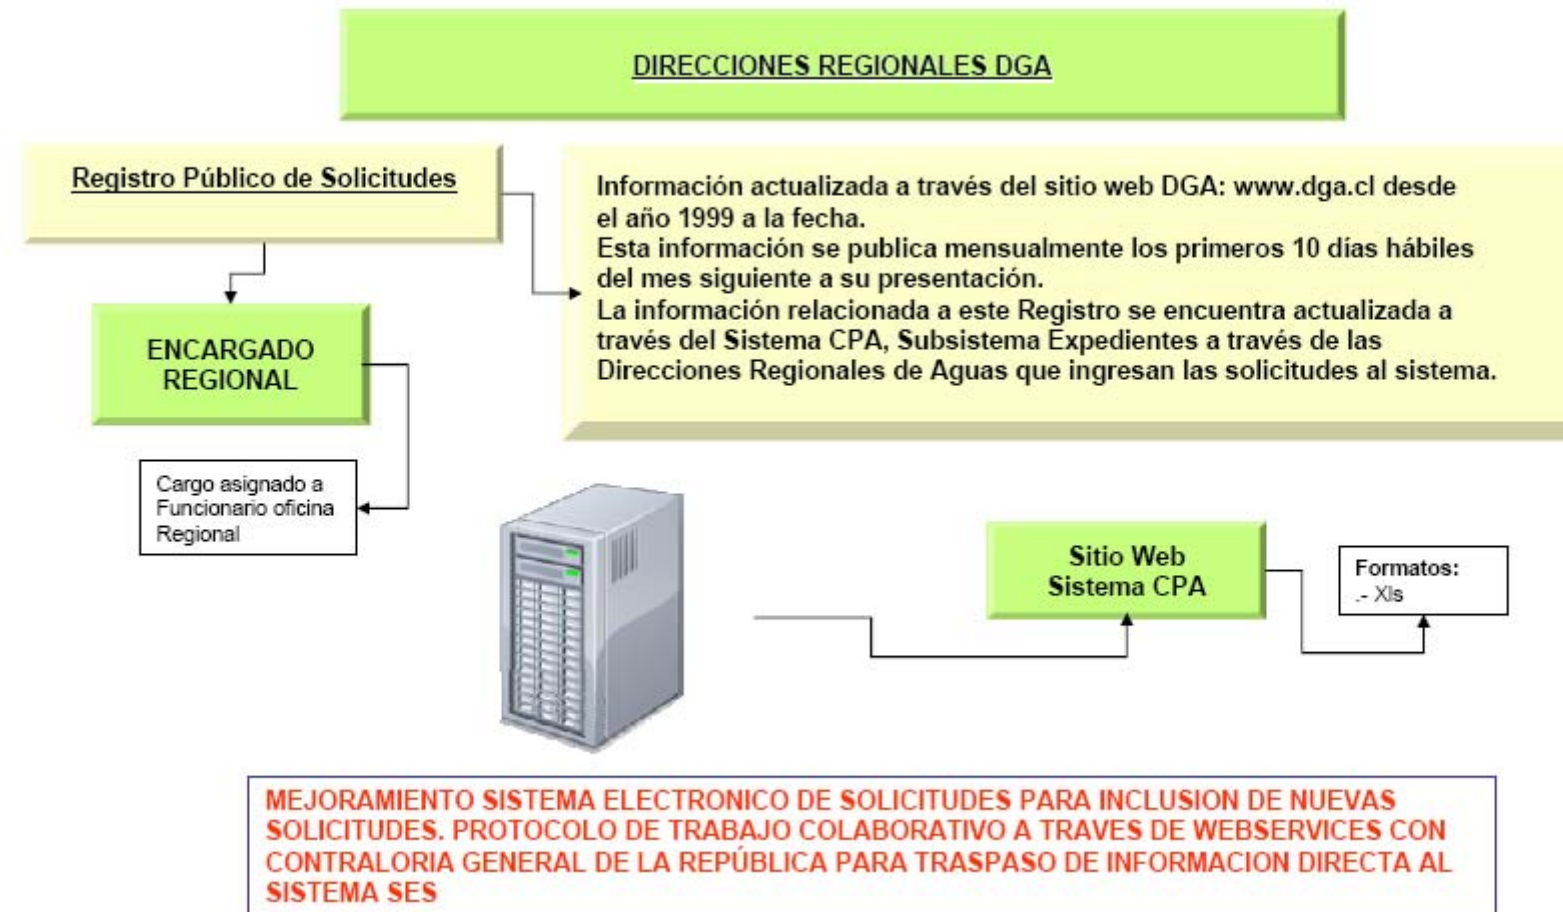 DIRECCIONES REGIONALES DGA
Registro Público de Solicitudes
Información actualizada a través del sitio web DGA: www.dga.cl desde
el año 1999 a la fecha.
Esta información se publica mensualmente los primeros 10 días hábiles
del mes siguiente a su presentación.
La información relacionada a este Registro se encuentra actualizada a
través del Sistema CPA, Subsistema Expedientes a través de las
Direcciones Regionales de Aguas que ingresan las solicitudes al sistema.
ENCARGADO
REGIONAL
Cargo asignado a
Funcionario oficina
Regional
Sitio Web
Sistema CPA
Formatos:
.- Xls
MEJORAMIENTO SISTEMA ELECTRONICO DE SOLICITUDES PARA INCLUSION DE NUEVAS
SOLICITUDES. PROTOCOLO DE TRABAJO COLABORATIVO A TRAVES DE WEBSERVICES CON
CONTRALORIA GENERAL DE LA REPÚBLICA PARA TRASPASO DE INFORMACION DIRECTA AL
SISTEMA SES